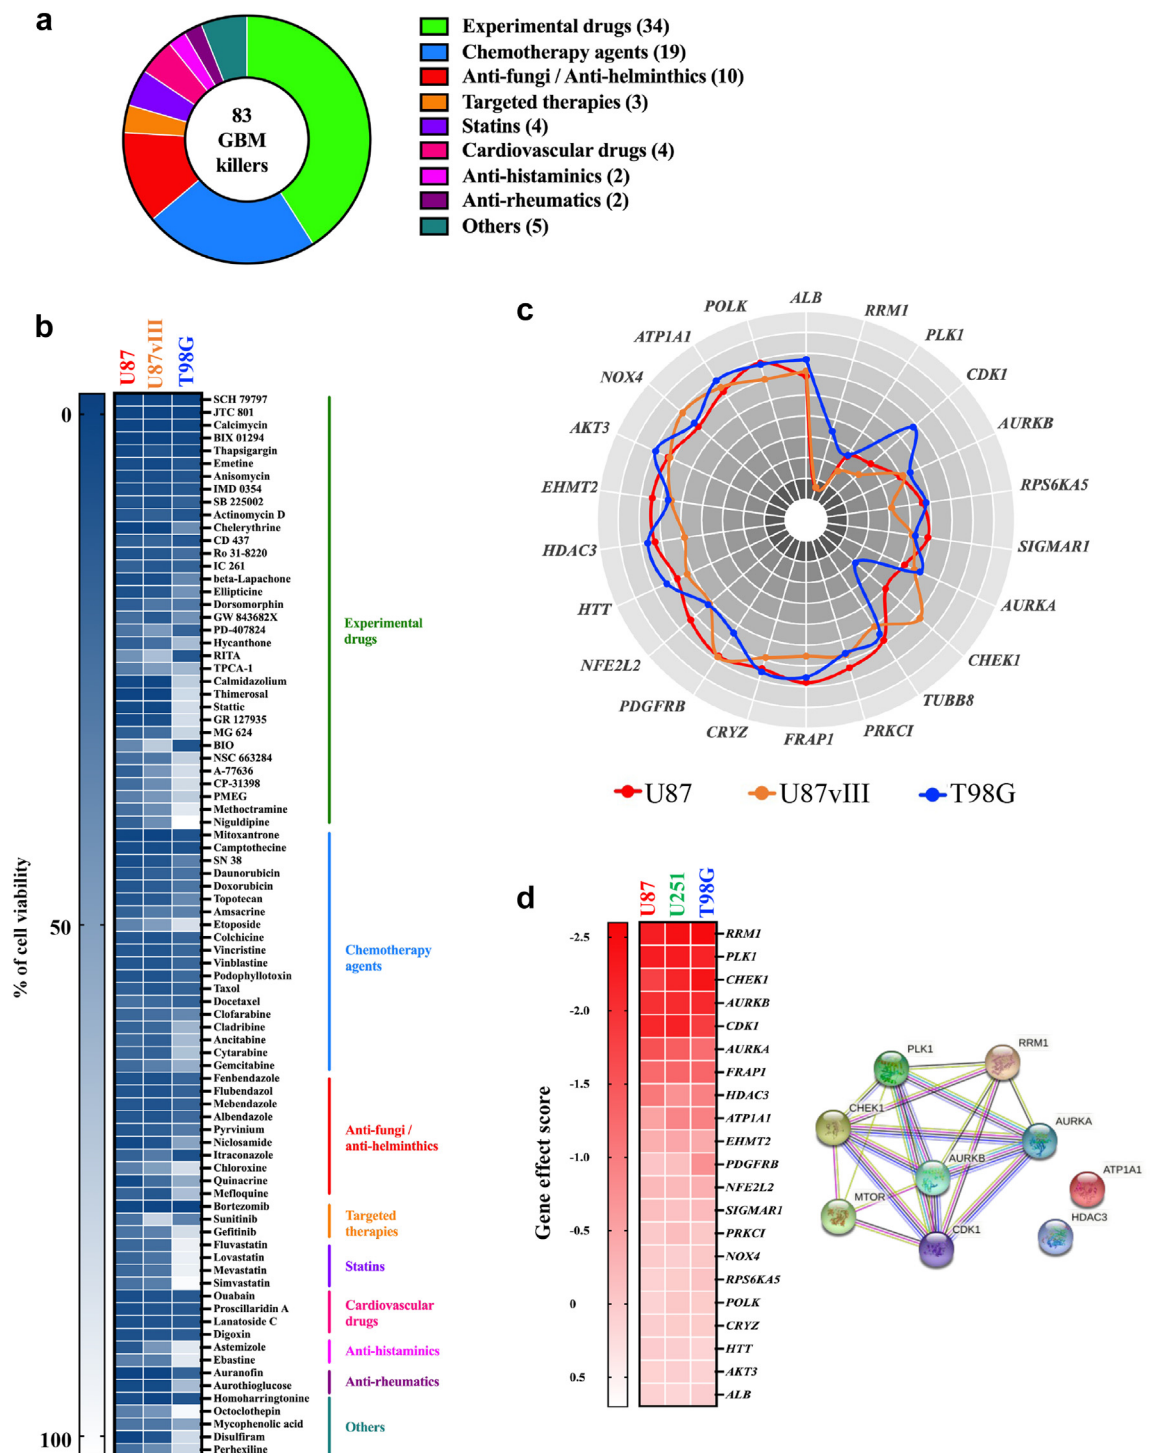 a
83
GBM
killers
Experimental drugs (34)
Chemotherapy agents (19)
Anti-fungi / Anti-helminthics (10)
Targeted therapies (3)
Statins (4)
Cardiovascular drugs (4)
Anti-histaminics (2)
Anti-rheumatics (2)
Others (5)
b
U87
U87vIII
T98G
% of cell viability
0
50
100
SCH 79797
JTC 801
Calcimycin
BIX 01294
Thapsigargin
Emetine
Anisomycin
IMD 0354
SB 225002
Actinomycin D
Chelerythrine
CD 437
Ro 31-8220
IC 261
beta-Lapachone
Ellipticine
Dorsomorphin
GW 843682X
PD-407824
Hycanthone
RITA
TPCA-1
Calmidazolium
Thimerosal
Stattic
GR 127935
MG 624
BIO
NSC 663284
A-77636
CP-31398
PMEG
Methoctramine
Niguldipine
Mitoxantrone
Camptothecine
SN 38
Daunorubicin
Doxorubicin
Topotecan
Amsacrine
Etoposide
Colchicine
Vincristine
Vinblastine
Podophyllotoxin
Taxol
Docetaxel
Clofarabine
Cladribine
Ancitabine
Cytarabine
Gemcitabine
Fenbendazole
Flubendazol
Mebendazole
Albendazole
Pyrvinium
Niclosamide
Itraconazole
Chloroxine
Quinacrine
Mefloquine
Bortezomib
Sunitinib
Gefitinib
Fluvastatin
Lovastatin
Mevastatin
Simvastatin
Ouabain
Proscillaridin A
Lanatoside C
Digoxin
Astemizole
Ebastine
Auranofin
Aurothioglucose
Homoharringtonine
Octoclothepin
Mycophenolic acid
Disulfiram
Perhexiline
Experimental
drugs
Chemotherapy
agents
Anti-fungi /
anti-helminthics
Targeted
therapies
Statins
Cardiovascular
drugs
Anti-histaminics
Anti-rheumatics
Others
c
ALB
RRM1
PLK1
CDK1
AURKB
RPS6KA5
SIGMAR1
AURKA
CHEK1
TUBB8
PRKCI
FRAP1
CRYZ
PDGFRB
NFE2L2
HTT
HDAC3
EHMT2
AKT3
NOX4
ATP1A1
POLK
U87
U87vIII
T98G
d
U87
U251
T98G
Gene effect score
-2.5
-2.0
-1.5
-1.0
-0.5
0
0.5
RRM1
PLK1
CHEK1
AURKB
CDK1
AURKA
FRAP1
HDAC3
ATP1A1
EHMT2
PDGFRB
NFE2L2
SIGMAR1
PRKCI
NOX4
RPS6KA5
POLK
CRYZ
HTT
AKT3
ALB
PLK1
RRM1
CHEK1
AURKA
AURKB
ATP1A1
MTOR
HDAC3
CDK1